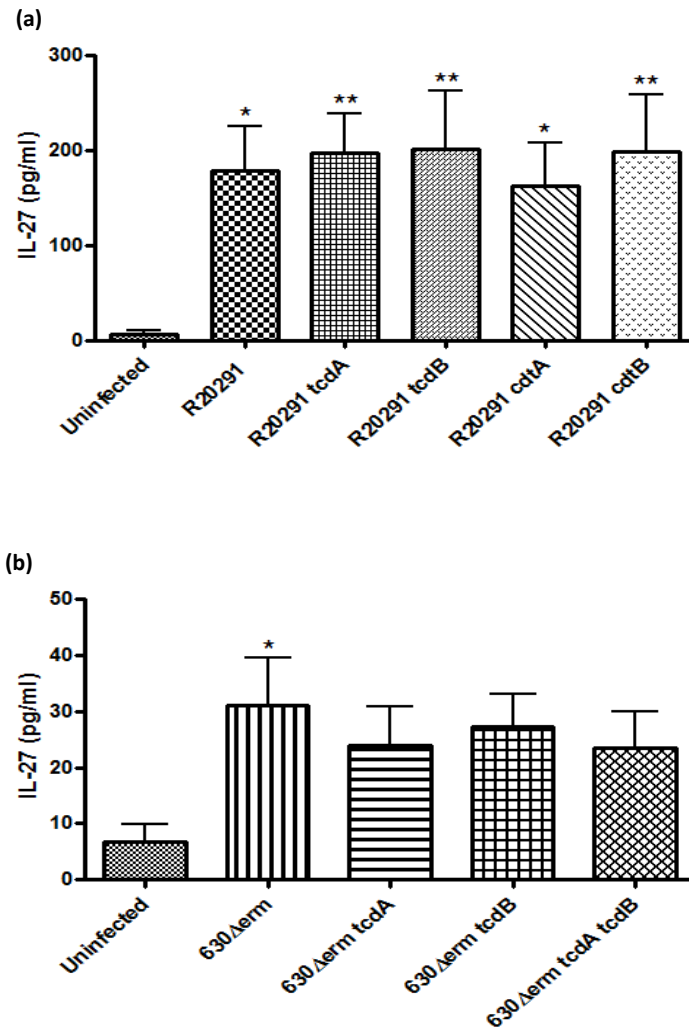 (a)
300
200
100
0
IL-27 (pg/ml)
*
**
**
*
**
Uninfected
R20291
R20291 tcdA
R20291 tcdB
R20291 cdtA
R20291 cdtB
(b)
50
40
30
20
10
0
IL-27 (pg/ml)
*
Uninfected
630Δerm
630Δerm tcdA
630Δerm tcdB
630Δerm tcdA tcdB